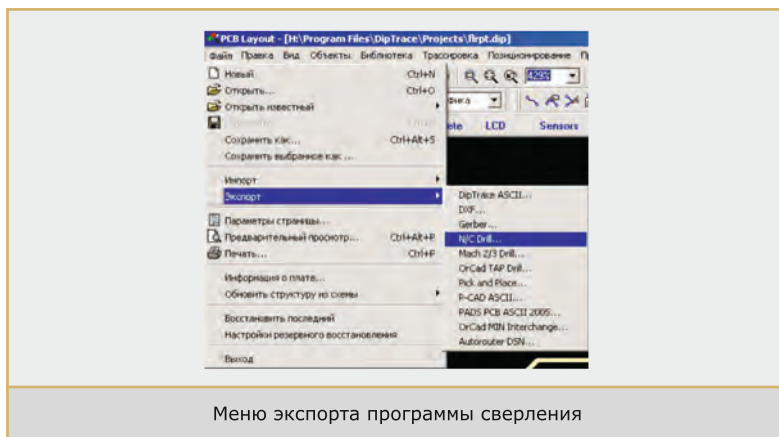 PCB Layout - [H:\Program Files\DipTrace\Projects\flrpt.dip]
Файл Правка Вид Объекты Библиотека Трассировка Позиционирование
Новый Ctrl+N
429%
Открыть... Ctrl+O
Открыть известный
ete LCD Sensors
Сохранить как... Ctrl+Alt+S
Сохранить выбранное как ...
Импорт
Экспорт
DipTrace ASCII...
DXF...
Gerber...
N/C Drill...
Mach 2/3 Drill...
OrCad TAP Drill...
Pick and Place...
P-CAD ASCII...
PADS PCB ASCII 2005...
OrCad MIN Interchange...
Autorouter DSN...
Параметры страницы...
Предварительный просмотр... Ctrl+Alt+P
Печать... Ctrl+P
Информация о плате...
Обновить структуру из схемы
Восстановить последний
Настройки резервного восстановления
Выход
Меню экспорта программы сверления